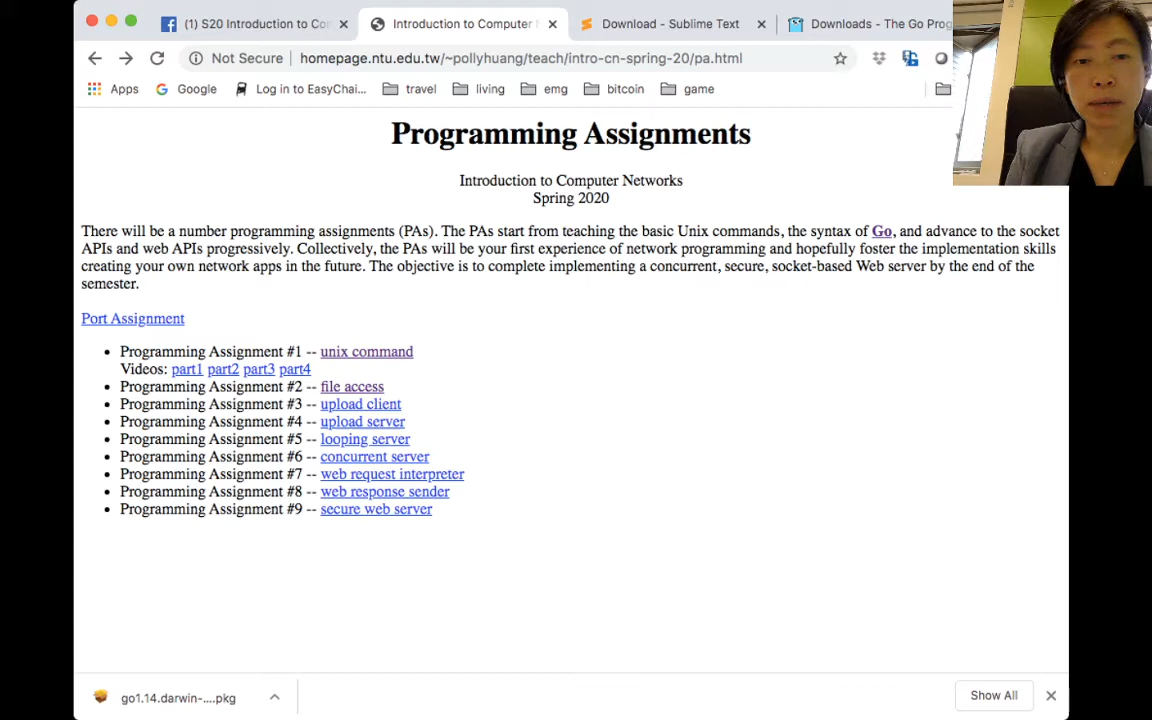 (1) S20 Introduction to Co
Introduction to Computer
Download - Sublime Text
Downloads - The Go Prog
Not Secure
homepage.ntu.edu.tw/~pollyhuang/teach/intro-cn-spring-20/pa.html
Apps
Google
Log in to EasyChai...
travel
living
emg
bitcoin
game
Programming Assignments
Introduction to Computer Networks
Spring 2020
There will be a number programming assignments (PAs). The PAs start from teaching the basic Unix commands, the syntax of Go, and advance to the socket
APIs and web APIs progressively. Collectively, the PAs will be your first experience of network programming and hopefully foster the implementation skills
creating your own network apps in the future. The objective is to complete implementing a concurrent, secure, socket-based Web server by the end of the
semester.
Port Assignment
• Programming Assignment #1 -- unix command
Videos: part1 part2 part3 part4
• Programming Assignment #2 -- file access
• Programming Assignment #3 -- upload client
• Programming Assignment #4 -- upload server
• Programming Assignment #5 -- looping server
• Programming Assignment #6 -- concurrent server
• Programming Assignment #7 -- web request interpreter
• Programming Assignment #8 -- web response sender
• Programming Assignment #9 -- secure web server
go1.14.darwin-....pkg
Show All